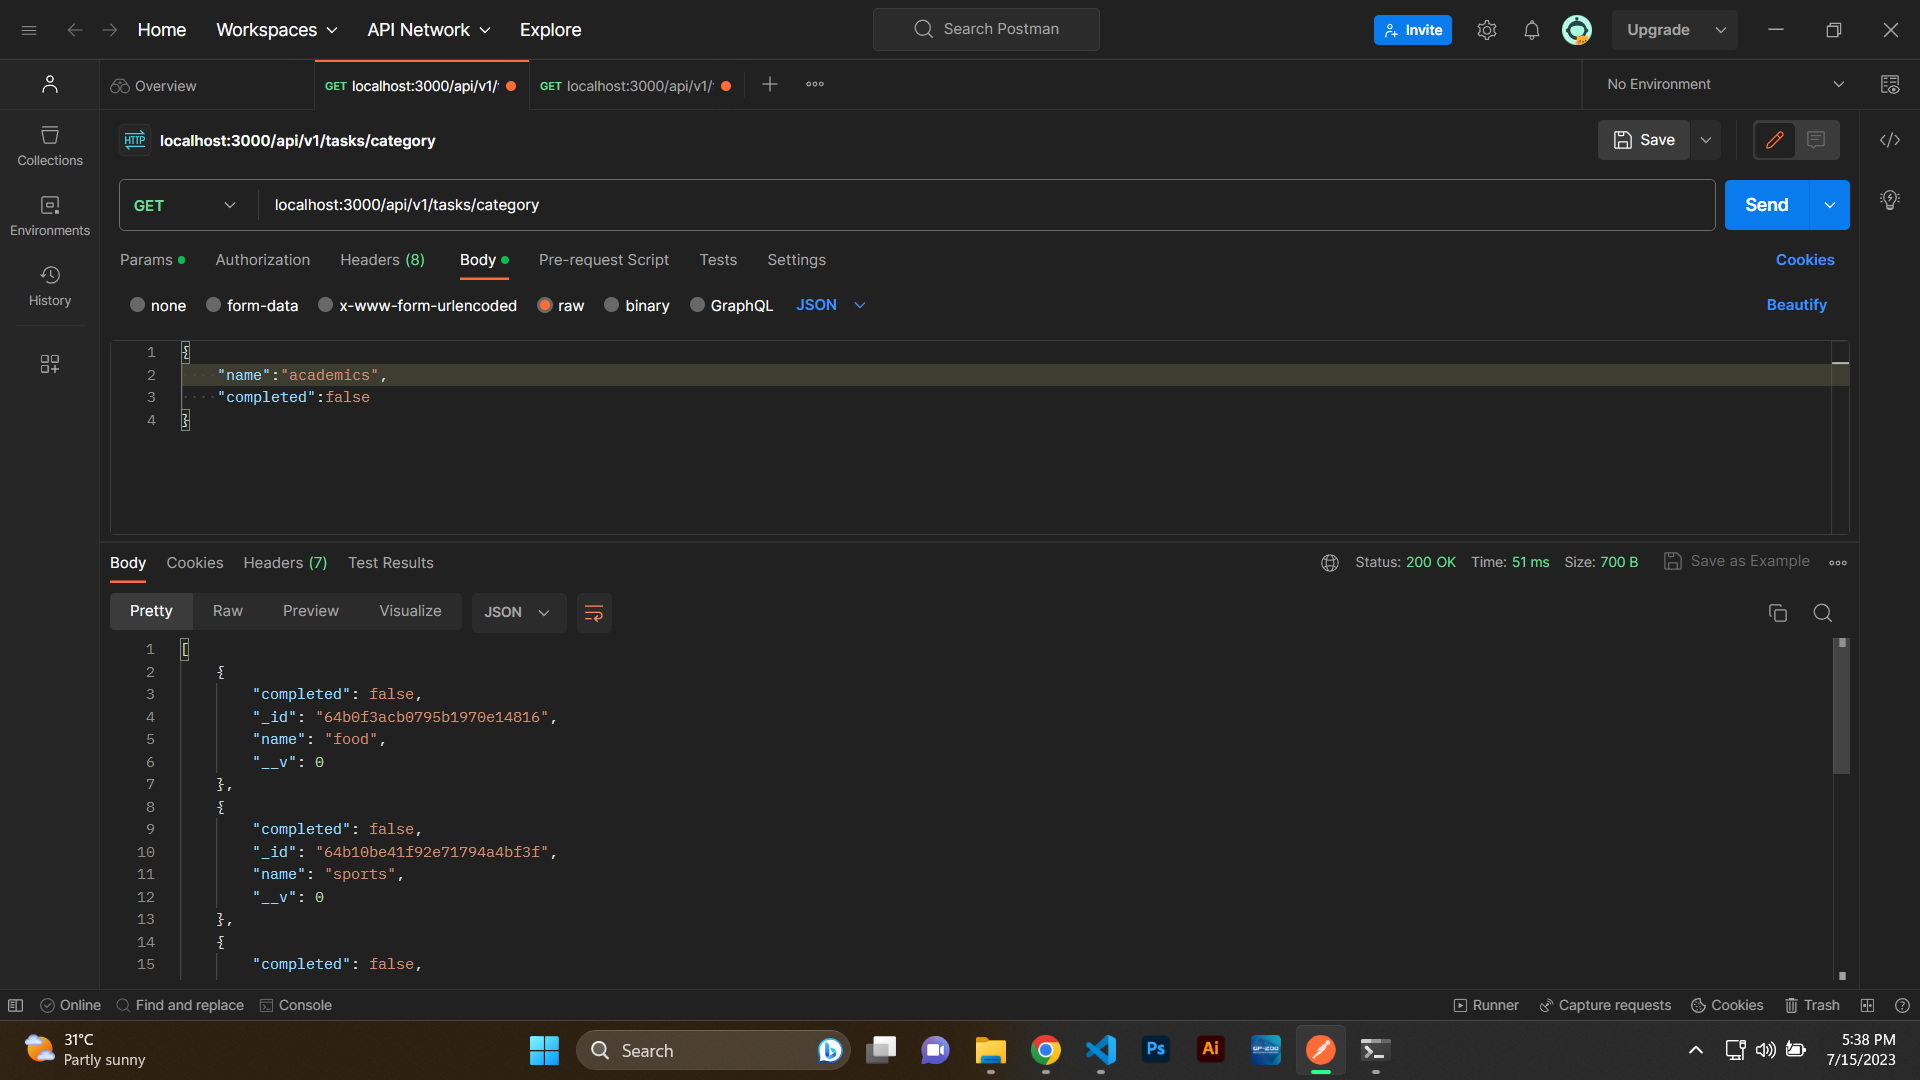 Home Workspaces API Network Explore Search Postman Invite Upgrade
Overview GET localhost:3000/api/v1/ GET localhost:3000/api/v1/ No Environment
HTTP localhost:3000/api/v1/tasks/category Save
GET localhost:3000/api/v1/tasks/category Send
Collections
Environments
History
Params Authorization Headers (8) Body Pre-request Script Tests Settings Cookies
none form-data x-www-form-urlencoded raw binary GraphQL JSON Beautify
1 {
2 "name":"academics",
3 "completed":false
4 }
Body Cookies Headers (7) Test Results Status: 200 OK Time: 51 ms Size: 700 B Save as Example
Pretty Raw Preview Visualize JSON
1 [
2 {
3 "completed": false,
4 "_id": "64b0f3acb0795b1970e14816",
5 "name": "food",
6 "__v": 0
7 },
8 {
9 "completed": false,
10 "_id": "64b10be41f92e71794a4bf3f",
11 "name": "sports",
12 "__v": 0
13 },
14 {
15 "completed": false,
Online Find and replace Console Runner Capture requests Cookies Trash
31°C
Partly sunny
Search
Ps
Ai
5:38 PM
7/15/2023